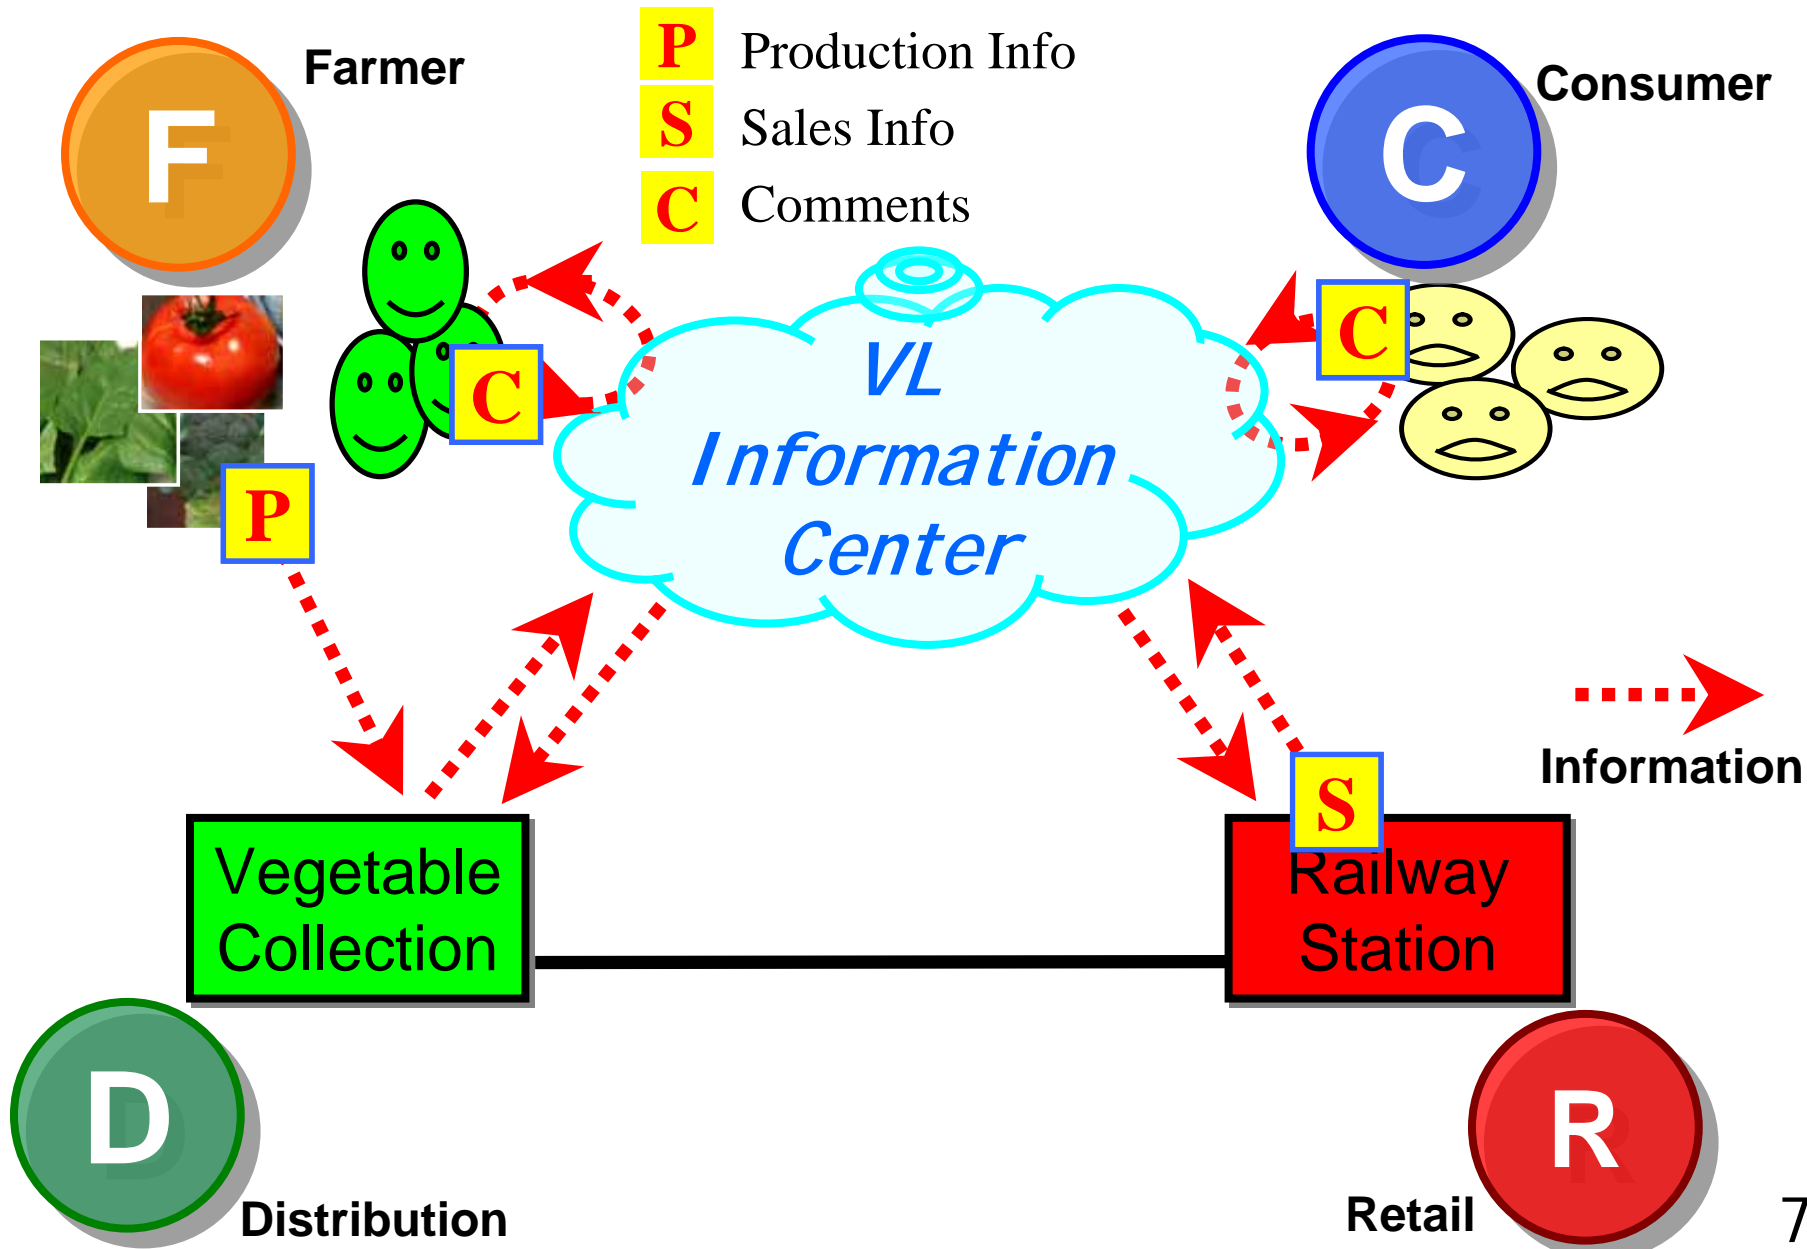 P Production Info
S Sales Info
C Comments
F
Farmer
C
Consumer
C
C
P
VL
Information
Center
Information
S
Vegetable
Collection
Railway
Station
D
Distribution
R
Retail
7